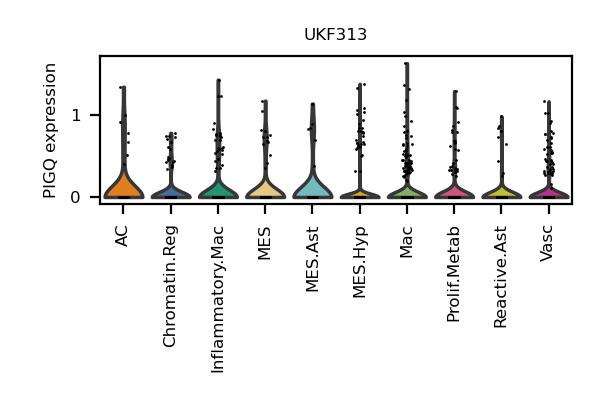 UKF313
PIGQ expression
1
0
AC
Chromatin.Reg
Inflammatory.Mac
MES
MES.Ast
MES.Hyp
Mac
Prolif.Metab
Reactive.Ast
Vasc